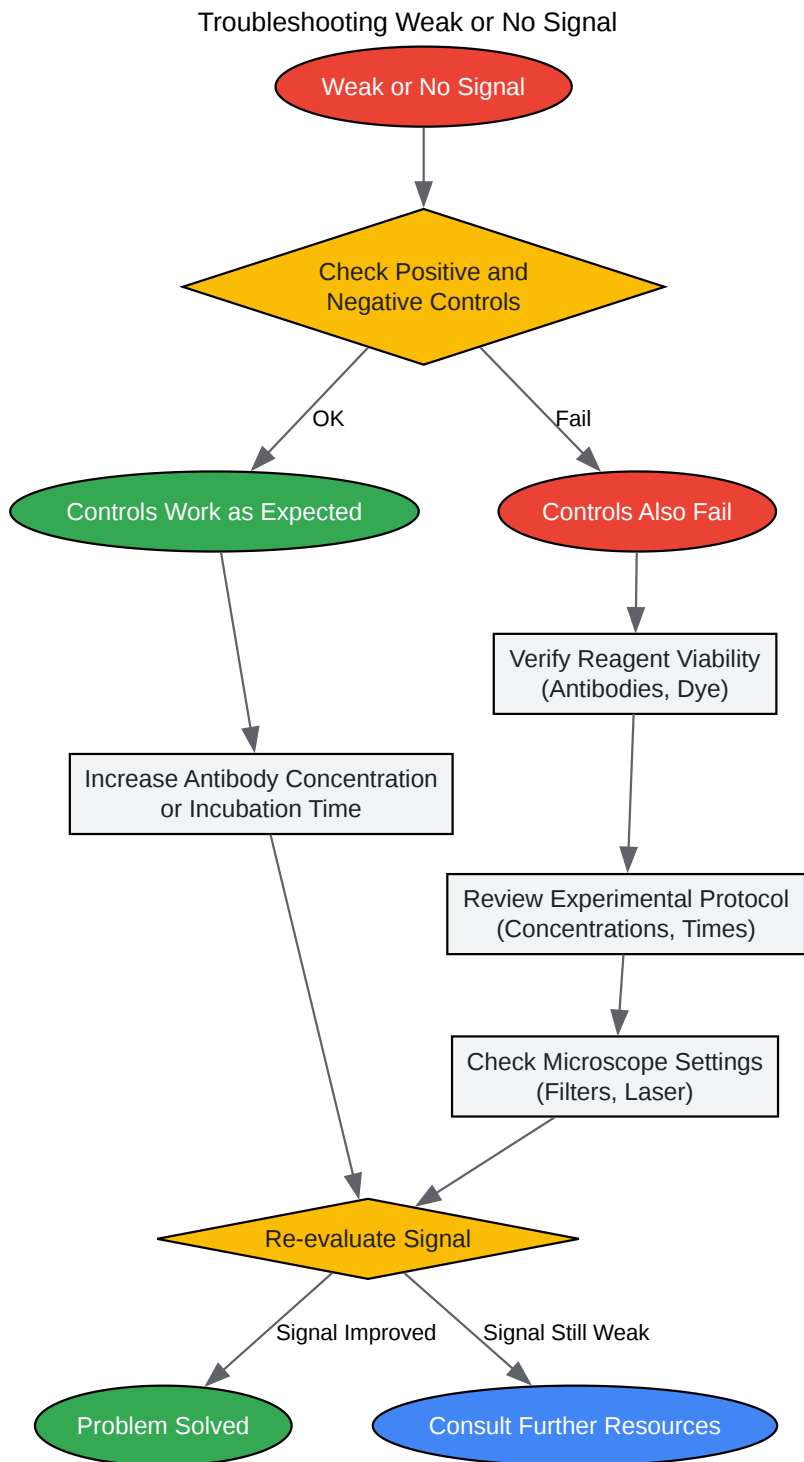 Troubleshooting Weak or No Signal
Weak or No Signal
Check Positive and
Negative Controls
OK
Fail
Controls Work as Expected
Controls Also Fail
Verify Reagent Viability
(Antibodies, Dye)
Increase Antibody Concentration
or Incubation Time
Review Experimental Protocol
(Concentrations, Times)
Check Microscope Settings
(Filters, Laser)
Re-evaluate Signal
Signal Improved
Signal Still Weak
Problem Solved
Consult Further Resources